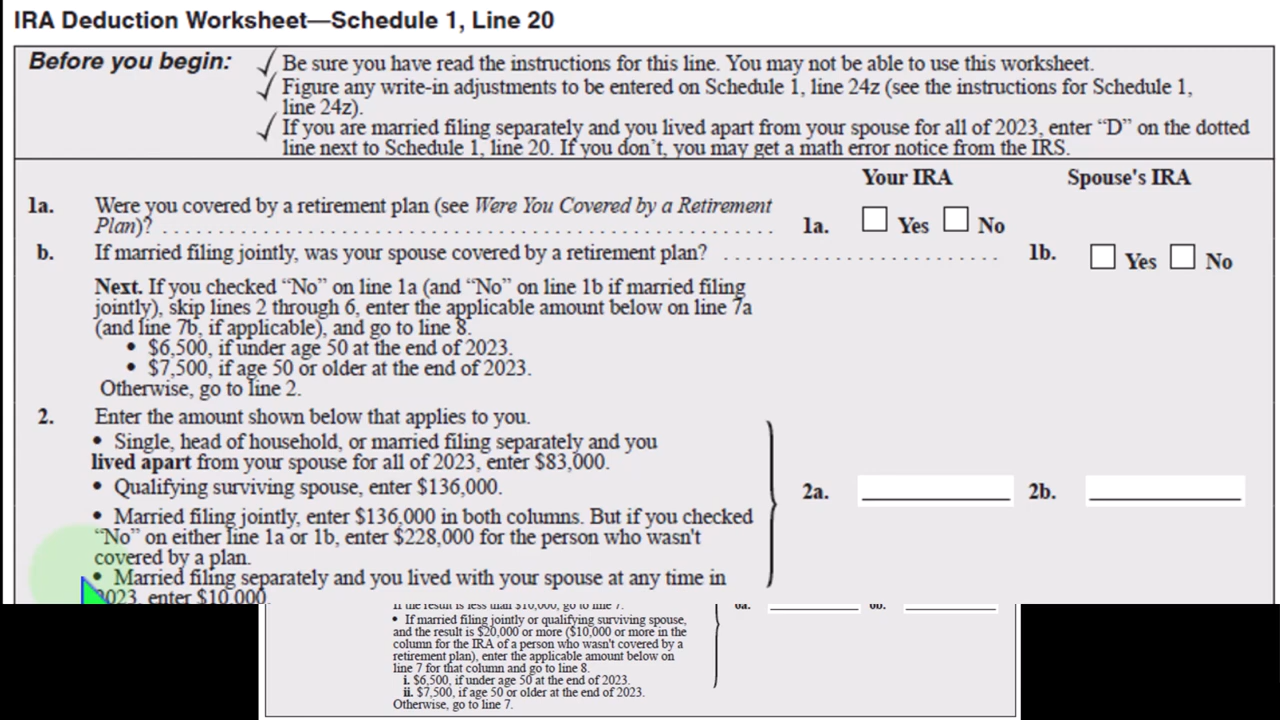 IRA Deduction Worksheet—Schedule 1, Line 20
Before you begin:
✓ Be sure you have read the instructions for this line. You may not be able to use this worksheet.
✓ Figure any write-in adjustments to be entered on Schedule 1, line 24z (see the instructions for Schedule 1,
line 24z).
✓ If you are married filing separately and you lived apart from your spouse for all of 2023, enter “D” on the dotted
line next to Schedule 1, line 20. If you don’t, you may get a math error notice from the IRS.
Your IRA Spouse's IRA
1a. Were you covered by a retirement plan (see Were You Covered by a Retirement
Plan)? . . . . . . . . . . . . . . . . . . . . . . . . . . . . . . . . . . . . . . . . . . . . . . . . . . . . . . . . . . . . . 1a. Yes No
b. If married filing jointly, was your spouse covered by a retirement plan? . . . . . . . . . . . . . . . . . . . . . . . . . . . 1b. Yes No
Next. If you checked “No” on line 1a (and “No” on line 1b if married filing
jointly), skip lines 2 through 6, enter the applicable amount below on line 7a
(and line 7b, if applicable), and go to line 8.
• $6,500, if under age 50 at the end of 2023.
• $7,500, if age 50 or older at the end of 2023.
Otherwise, go to line 2.
2. Enter the amount shown below that applies to you.
• Single, head of household, or married filing separately and you
lived apart from your spouse for all of 2023, enter $83,000.
• Qualifying surviving spouse, enter $136,000. 2a. 2b.
• Married filing jointly, enter $136,000 in both columns. But if you checked
“No” on either line 1a or 1b, enter $228,000 for the person who wasn't
covered by a plan.
• Married filing separately and you lived with your spouse at any time in
2023, enter $10,000.
If the result is less than $10,000, go to line 7. 6a. 6b.
• If married filing jointly or qualifying surviving spouse,
and the result is $20,000 or more ($10,000 or more in the
column for the IRA of a person who wasn't covered by a
retirement plan), enter the applicable amount below on
line 7 for that column and go to line 8.
i. $6,500, if under age 50 at the end of 2023.
ii. $7,500, if age 50 or older at the end of 2023.
Otherwise, go to line 7.